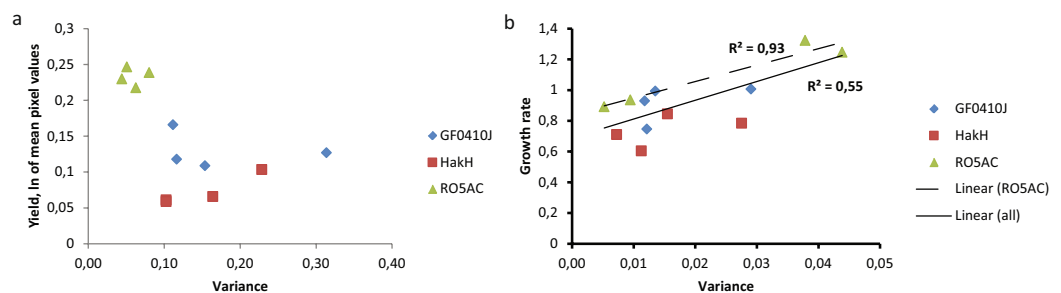 a
Yield, ln of mean pixel values
0,3
0,25
0,2
0,15
0,1
0,05
0
0,00 0,10 0,20 0,30 0,40
Variance
GF0410J
HakH
RO5AC
b
Growth rate
1,4
1,2
1
0,8
0,6
0,4
0,2
0
0,00 0,01 0,02 0,03 0,04 0,05
Variance
R² = 0,93
R² = 0,55
GF0410J
HakH
RO5AC
Linear (RO5AC)
Linear (all)